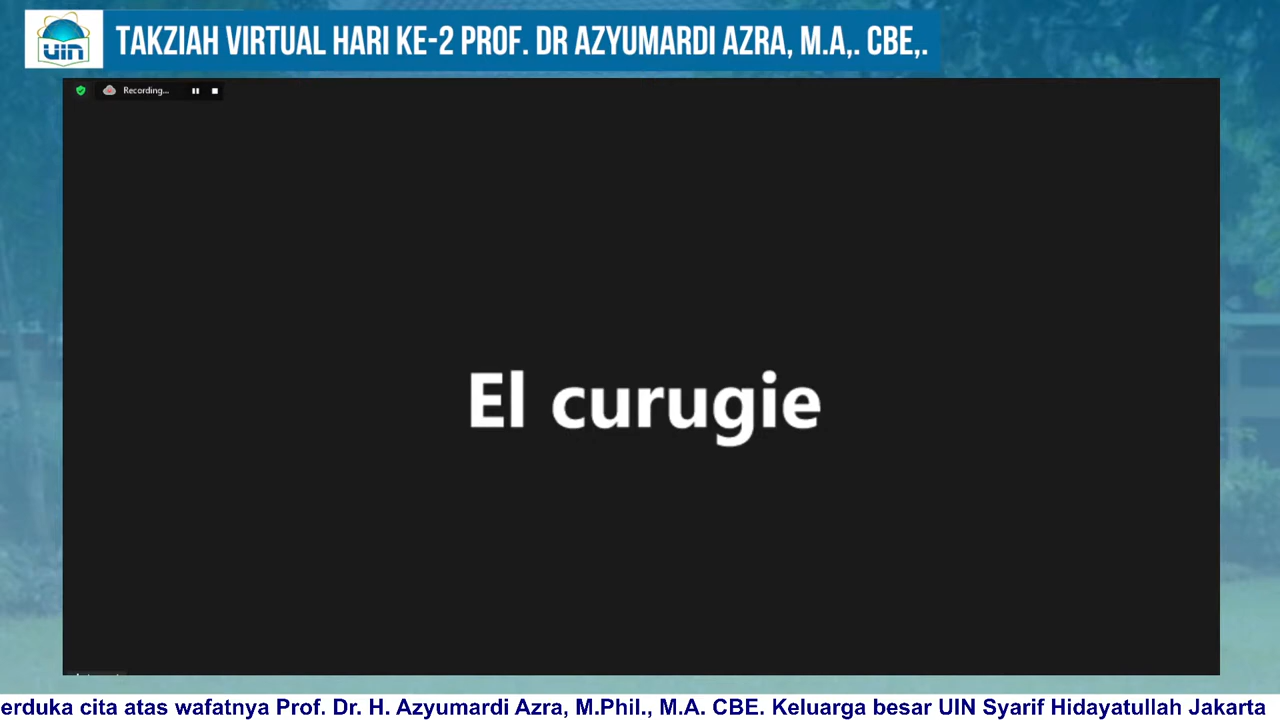 uin
TAKZIAH VIRTUAL HARI KE-2 PROF. DR AZYUMARDI AZRA, M.A,. CBE,.
Recording...
El curugie
erduka cita atas wafatnya Prof. Dr. H. Azyumardi Azra, M.Phil., M.A. CBE. Keluarga besar UIN Syarif Hidayatullah Jakarta